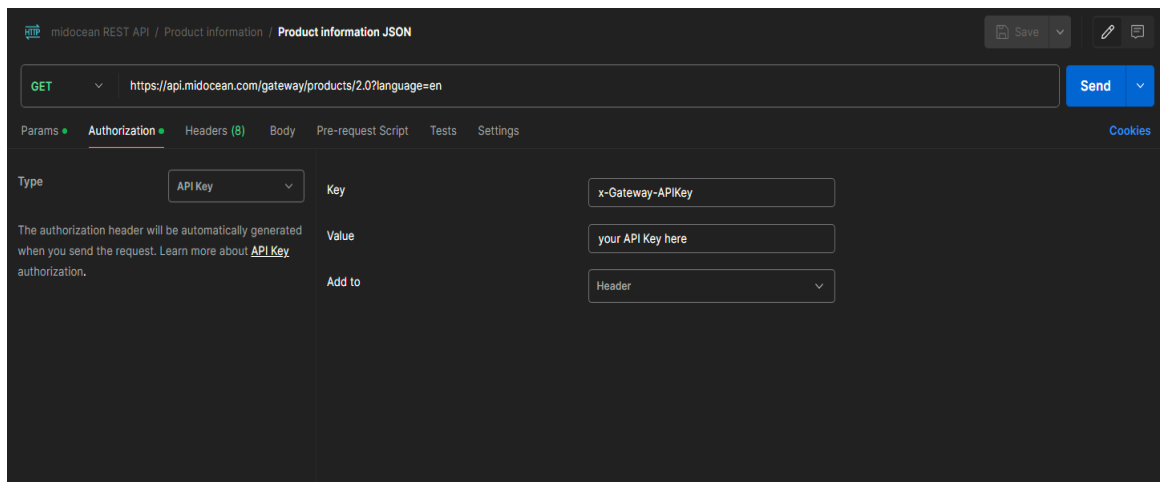 HTTP midocean REST API / Product information / Product information JSON Save
GET https://api.midocean.com/gateway/products/2.0?language=en Send
Params Authorization Headers (8) Body Pre-request Script Tests Settings Cookies
Type API Key
The authorization header will be automatically generated
when you send the request. Learn more about API Key
authorization.
Key x-Gateway-APIKey
Value your API Key here
Add to Header